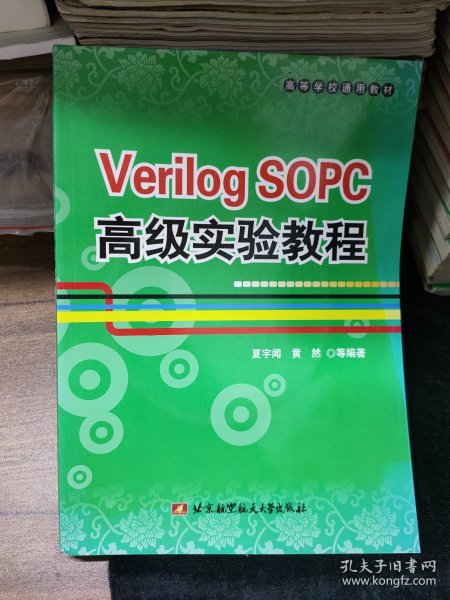 高等学校通用教材
Verilog SOPC
高级实验教程
夏宇闻 黄 然 ◎等编著
北京航空航天大学出版社
孔夫子旧书网
www.kongfz.com